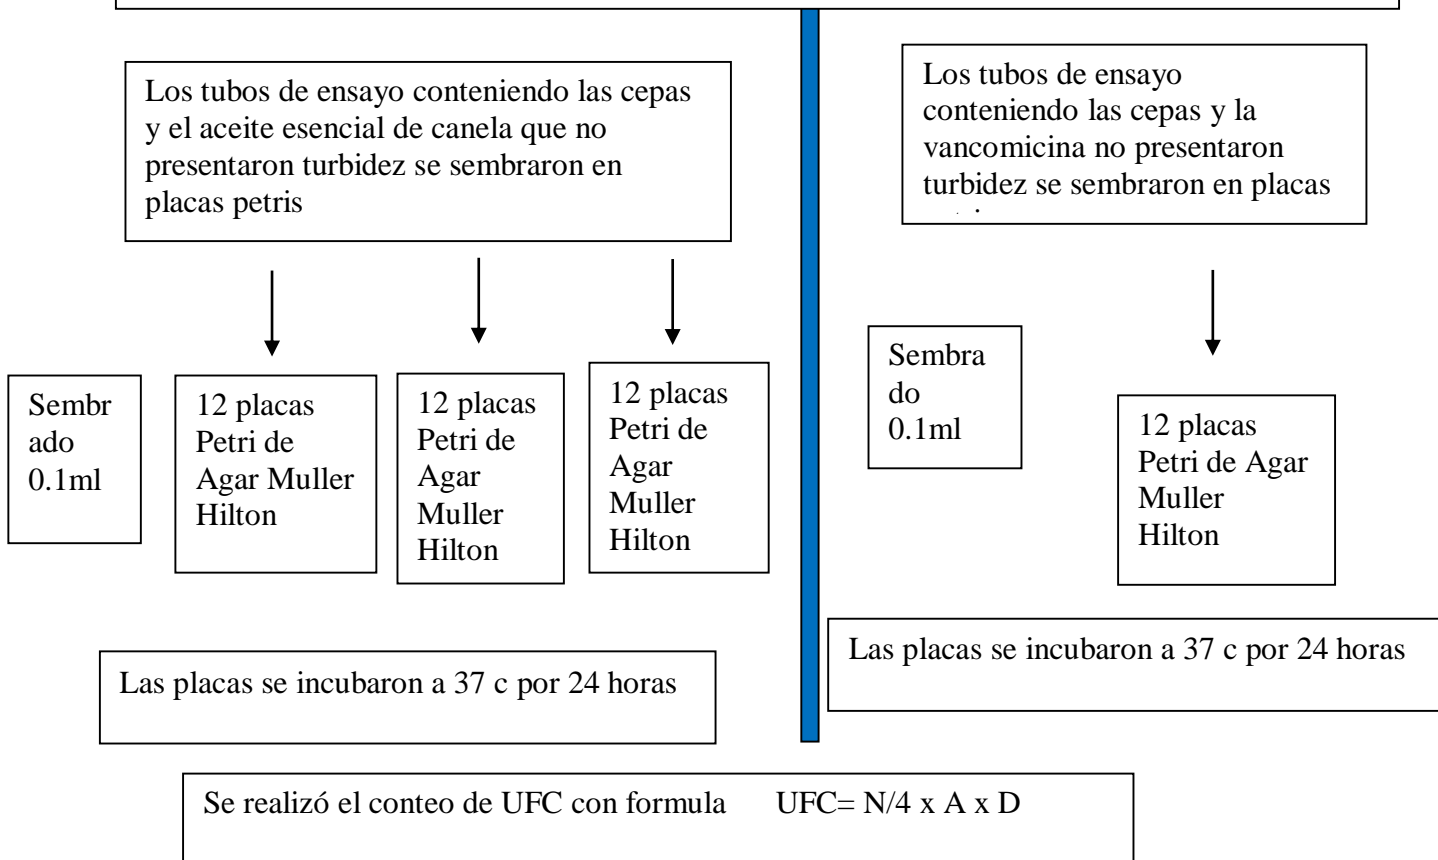 Los tubos de ensayo conteniendo las cepas
y el aceite esencial de canela que no
presentaron turbidez se sembraron en
placas petris
Los tubos de ensayo
conteniendo las cepas y la
vancomicina no presentaron
turbidez se sembraron en placas
Sembr
ado
0.1ml
12 placas
Petri de
Agar Muller
Hilton
12 placas
Petri de
Agar
Muller
Hilton
12 placas
Petri de
Agar
Muller
Hilton
Sembra
do
0.1ml
12 placas
Petri de Agar
Muller
Hilton
Las placas se incubaron a 37 c por 24 horas
Las placas se incubaron a 37 c por 24 horas
Se realizó el conteo de UFC con formula UFC= N/4 x A x D